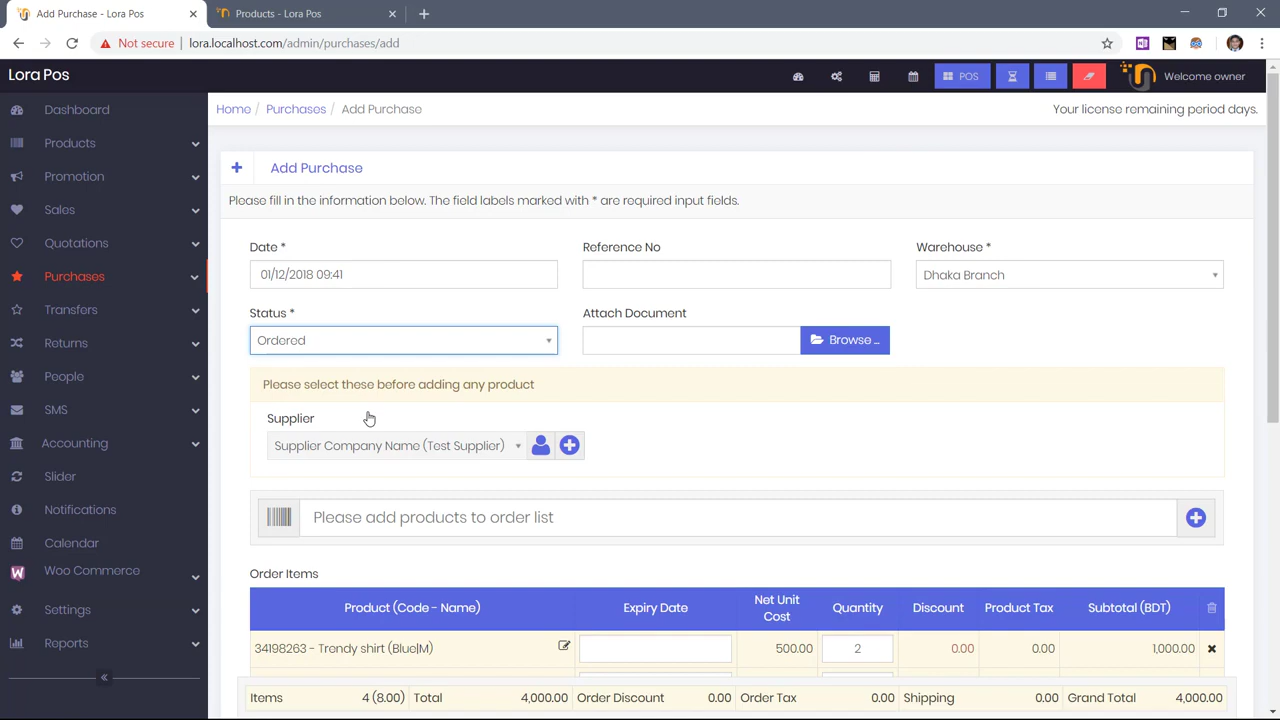 Add Purchase - Lora Pos
Products - Lora Pos
Not secure
lora.localhost.com/admin/purchases/add
Lora Pos
POS
Welcome owner
Dashboard
Products
Promotion
Sales
Quotations
Purchases
Transfers
Returns
People
SMS
Accounting
Slider
Notifications
Calendar
Woo Commerce
Settings
Reports
Home / Purchases / Add Purchase
Your license remaining period days.
Add Purchase
Please fill in the information below. The field labels marked with * are required input fields.
Date *
Reference No
Warehouse *
01/12/2018 09:41
Dhaka Branch
Status *
Attach Document
Ordered
Browse ...
Please select these before adding any product
Supplier
Supplier Company Name (Test Supplier)
Please add products to order list
Order Items
Product (Code - Name)
Expiry Date
Net Unit
Cost
Quantity
Discount
Product Tax
Subtotal (BDT)
34198263 - Trendy shirt (Blue|M)
500.00
2
0.00
0.00
1,000.00
Items
4 (8.00)
Total
4,000.00
Order Discount
0.00
Order Tax
0.00
Shipping
0.00
Grand Total
4,000.00